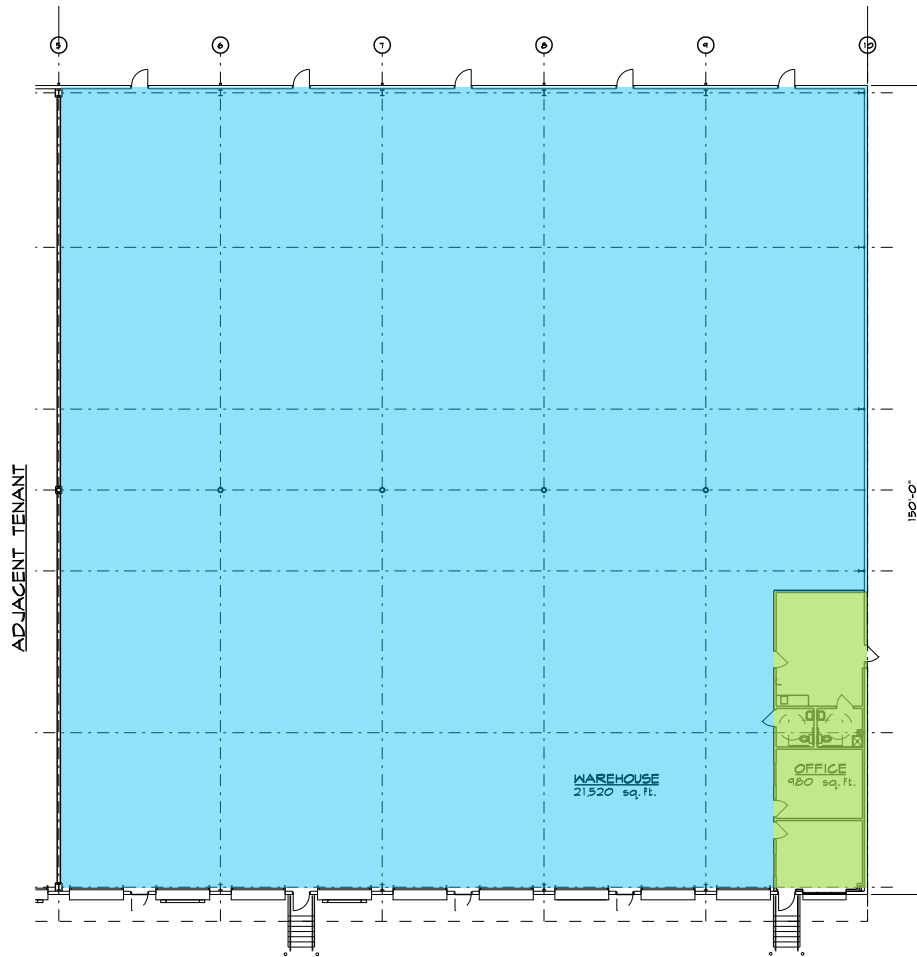 5 6 7 8 9 10
ADJACENT TENANT
150'-0"
WAREHOUSE
21,520 sq. ft.
OFFICE
980 sq. ft.